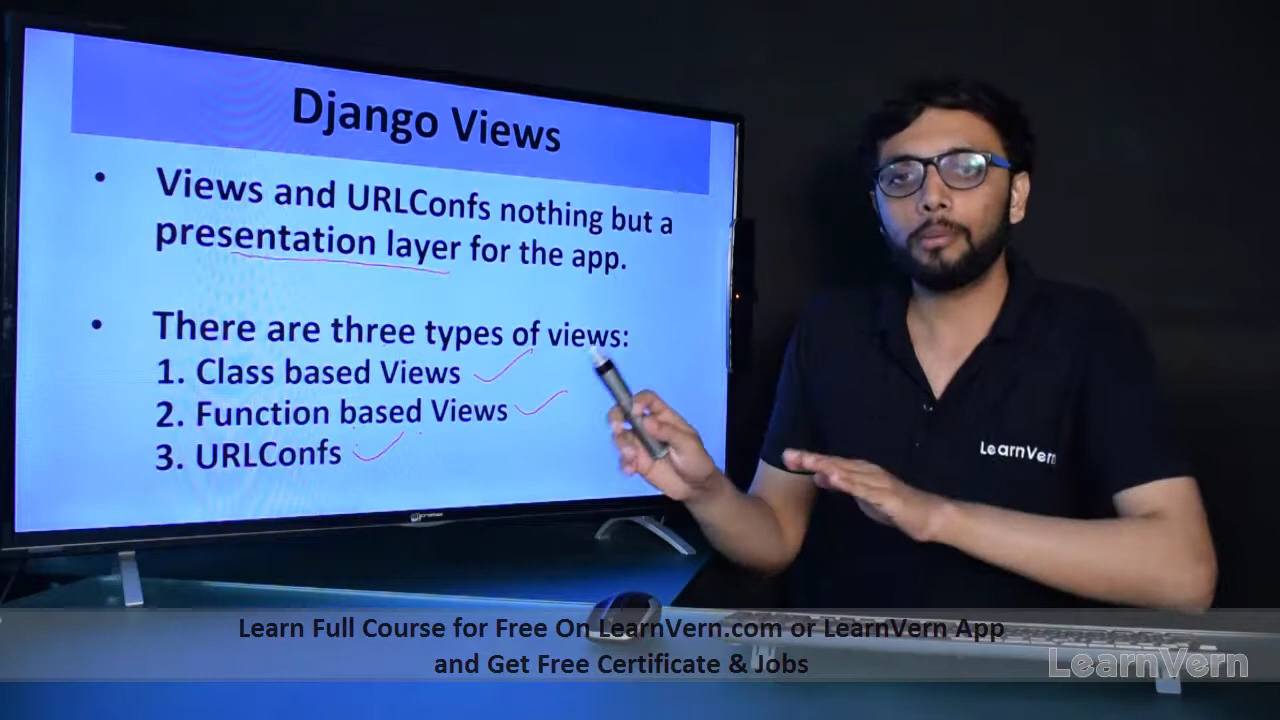 Django Views
• Views and URLConfs nothing but a
presentation layer for the app.
• There are three types of views:
1. Class based Views
2. Function based Views
3. URLConfs
LearnVern
Learn Full Course for Free On LearnVern.com or LearnVern App
and Get Free Certificate & Jobs
LearnVern